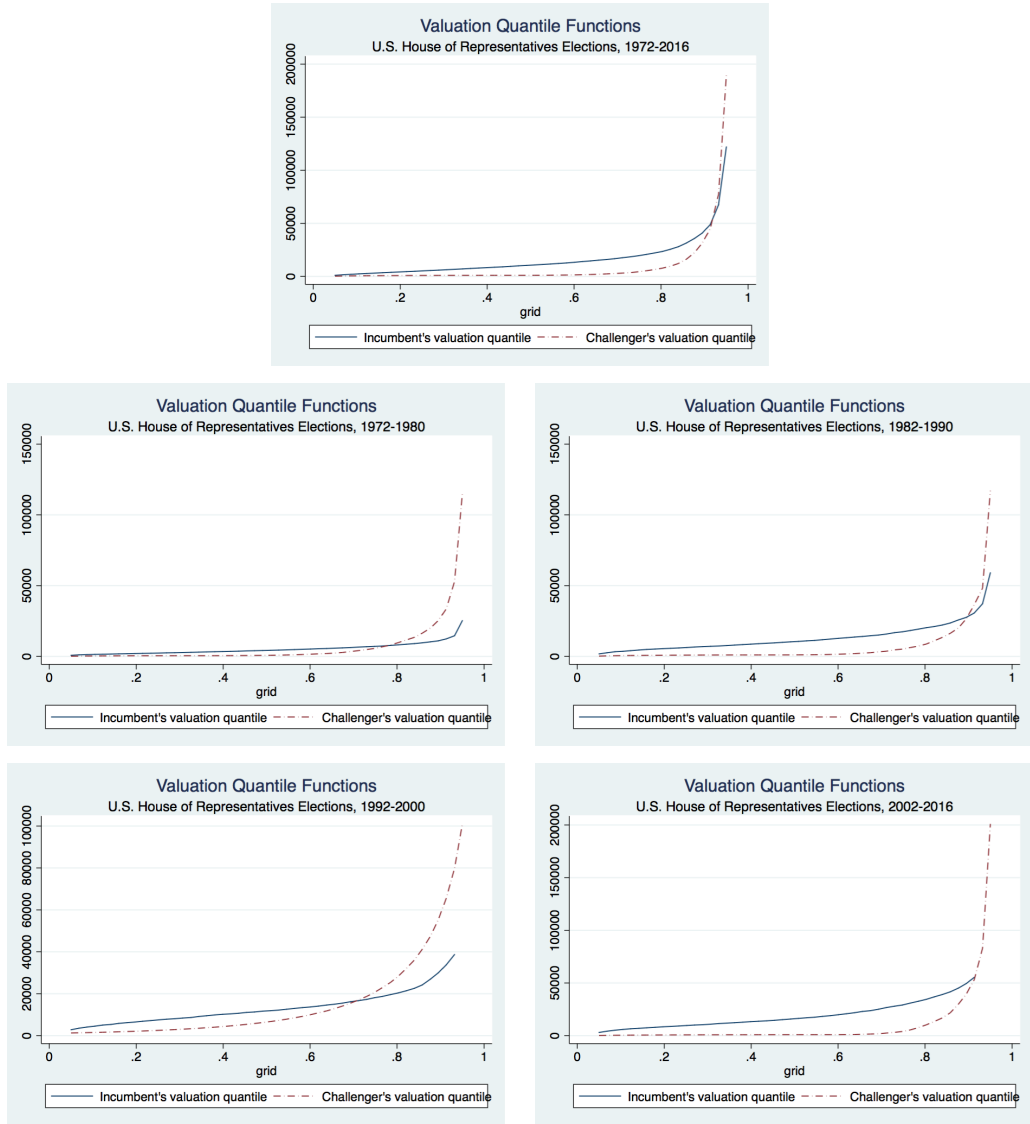 Valuation Quantile Functions
U.S. House of Representatives Elections, 1972-2016
200000
150000
100000
50000
0
0 .2 .4 .6 .8 1
grid
Incumbent's valuation quantile Challenger's valuation quantile
Valuation Quantile Functions
U.S. House of Representatives Elections, 1972-1980
150000
100000
50000
0
0 .2 .4 .6 .8 1
grid
Incumbent's valuation quantile Challenger's valuation quantile
Valuation Quantile Functions
U.S. House of Representatives Elections, 1982-1990
150000
100000
50000
0
0 .2 .4 .6 .8 1
grid
Incumbent's valuation quantile Challenger's valuation quantile
Valuation Quantile Functions
U.S. House of Representatives Elections, 1992-2000
100000
80000
60000
40000
20000
0
0 .2 .4 .6 .8 1
grid
Incumbent's valuation quantile Challenger's valuation quantile
Valuation Quantile Functions
U.S. House of Representatives Elections, 2002-2016
200000
150000
100000
50000
0
0 .2 .4 .6 .8 1
grid
Incumbent's valuation quantile Challenger's valuation quantile